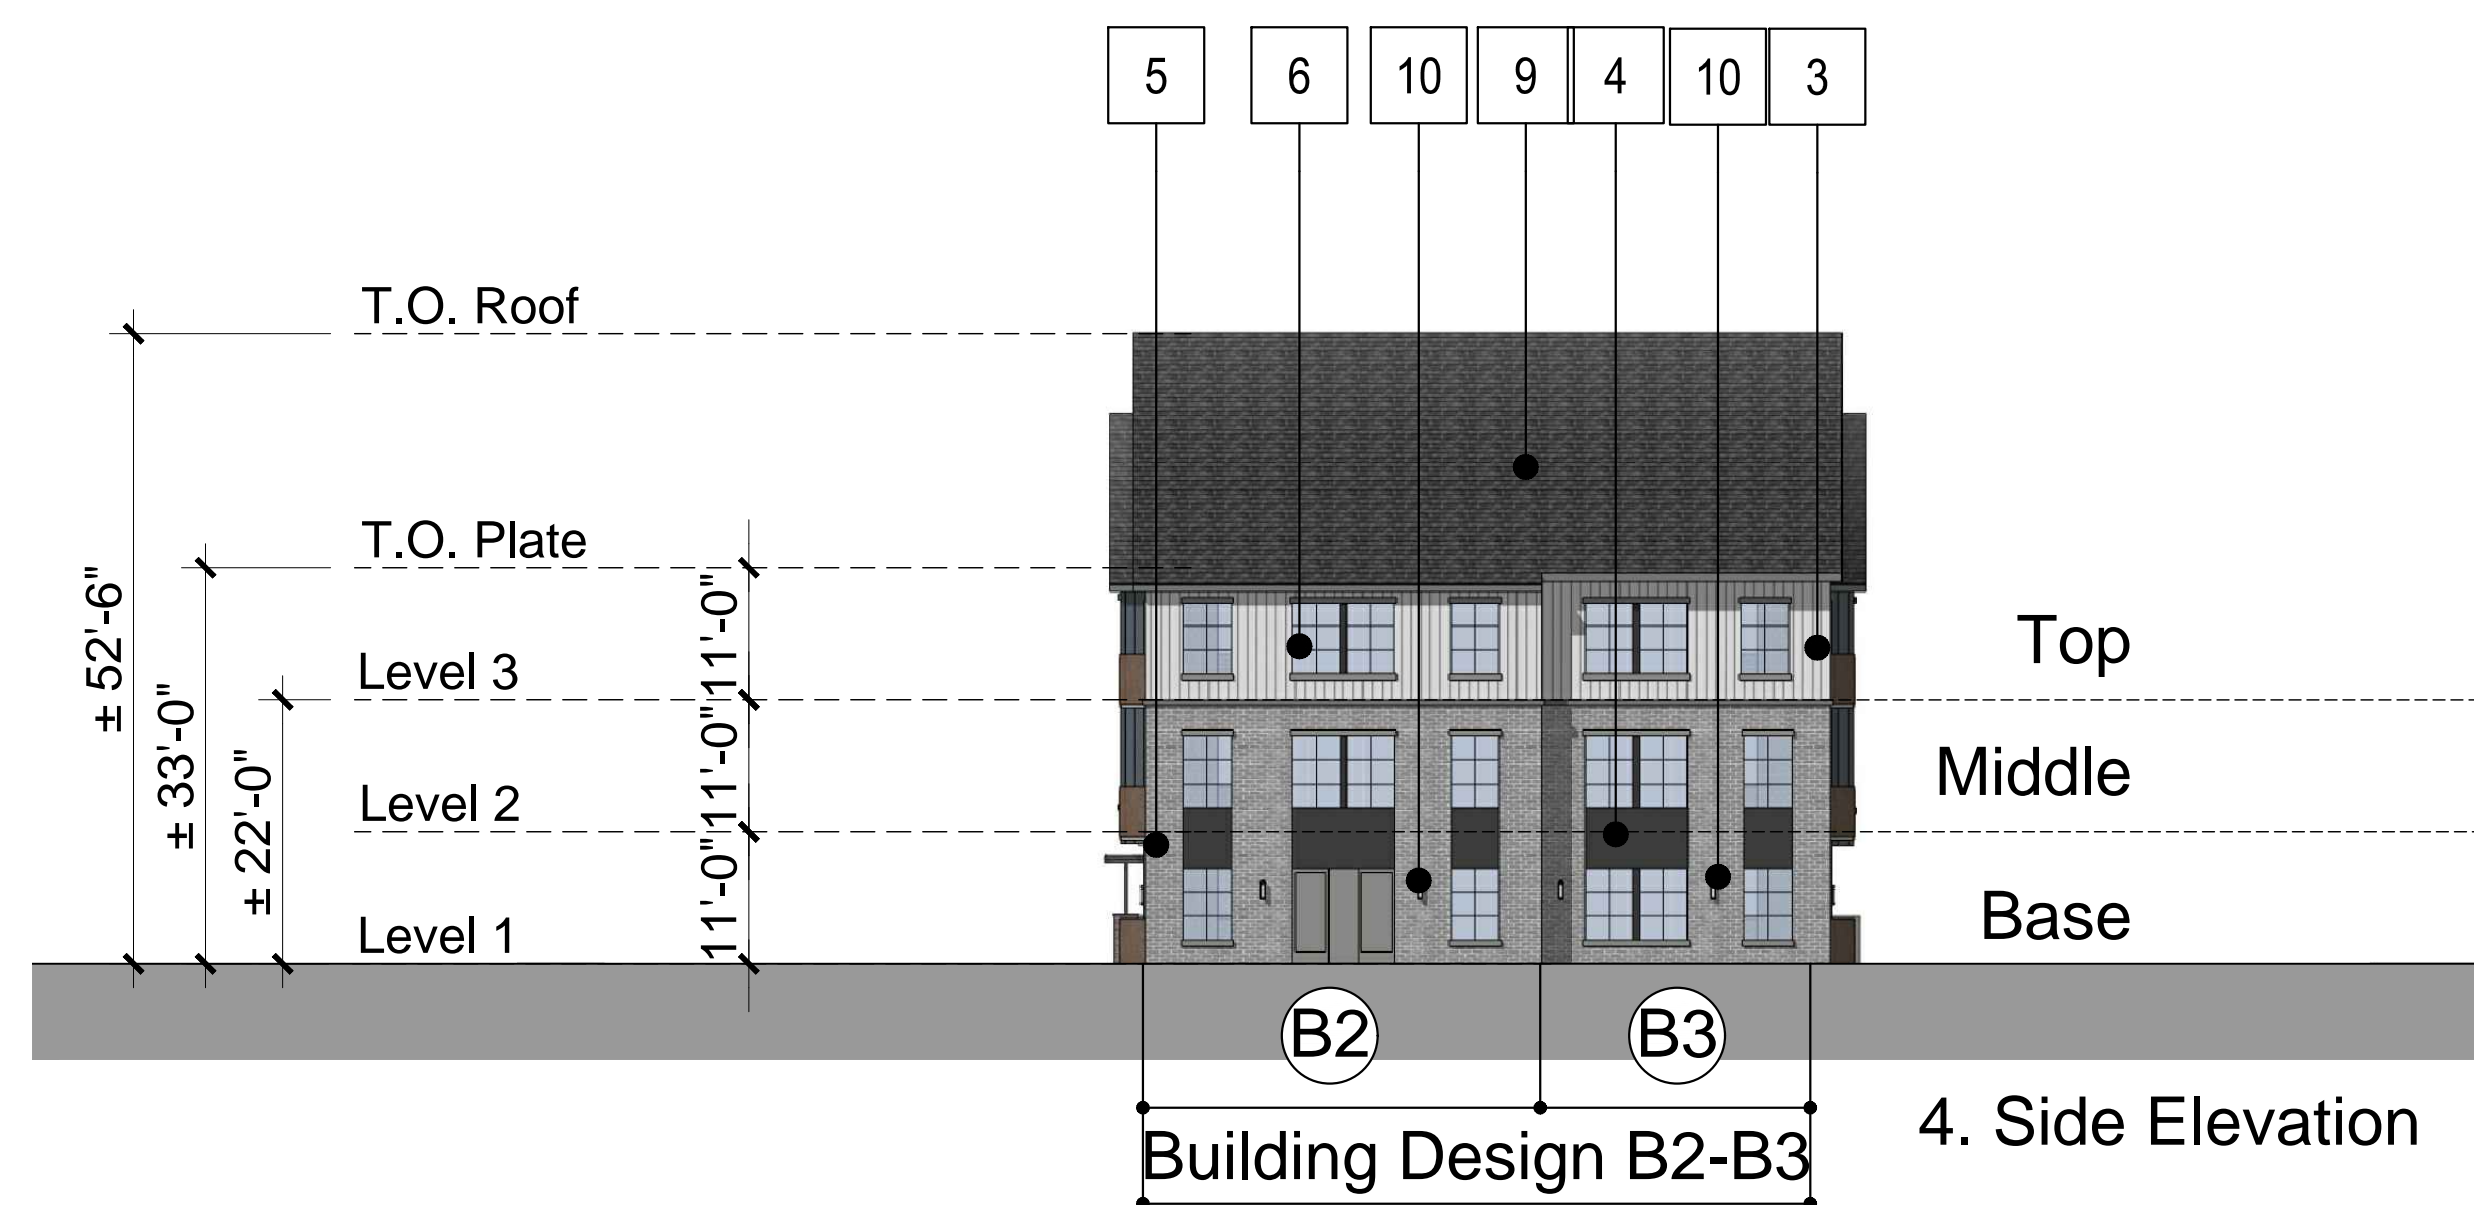 5 6 10 9 4 10 3
T.O. Roof
T.O. Plate
Level 3
Level 2
Level 1
± 52'-6"
± 33'-0"
± 22'-0"
11'-0"
11'-0"
11'-0"
Top
Middle
Base
B2 B3
Building Design B2-B3
4. Side Elevation